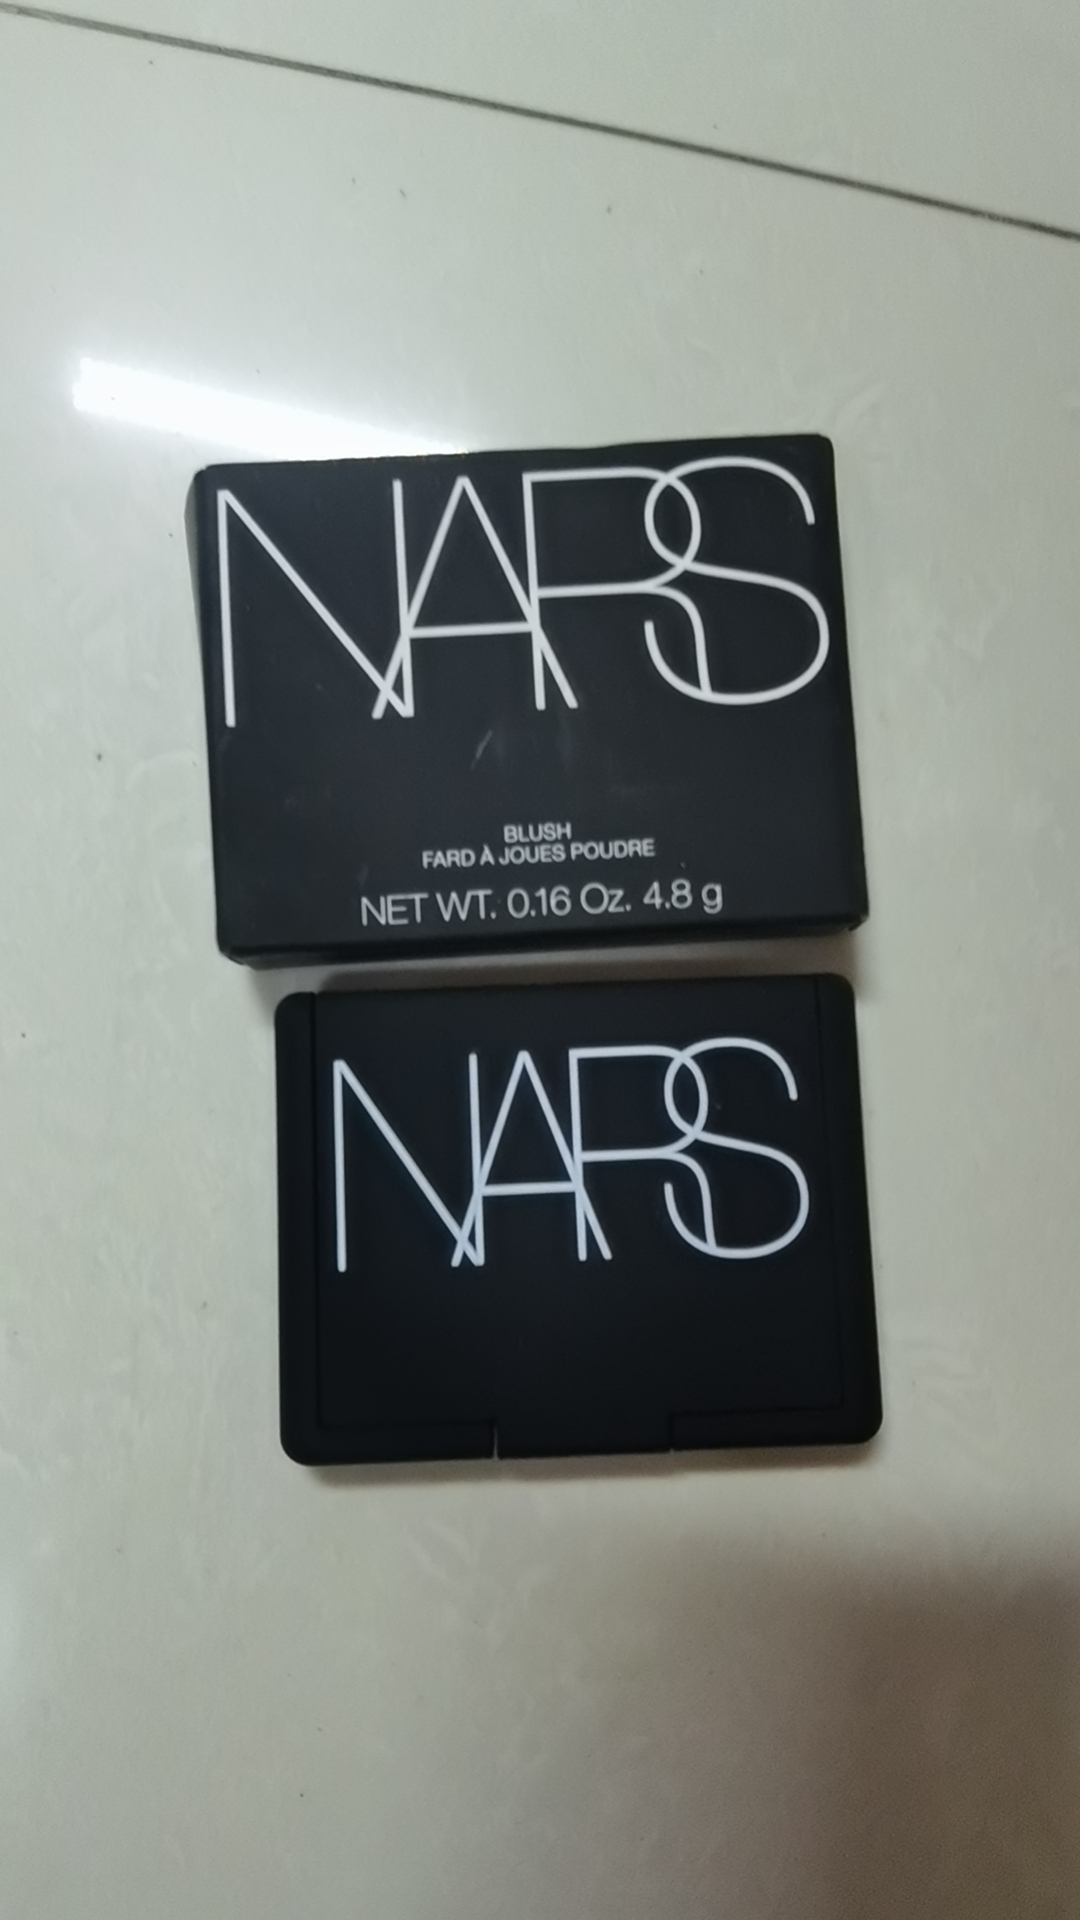 NARS
BLUSH
FARD À JOUES POUDRE
NET WT. 0.16 Oz. 4.8 g
NARS